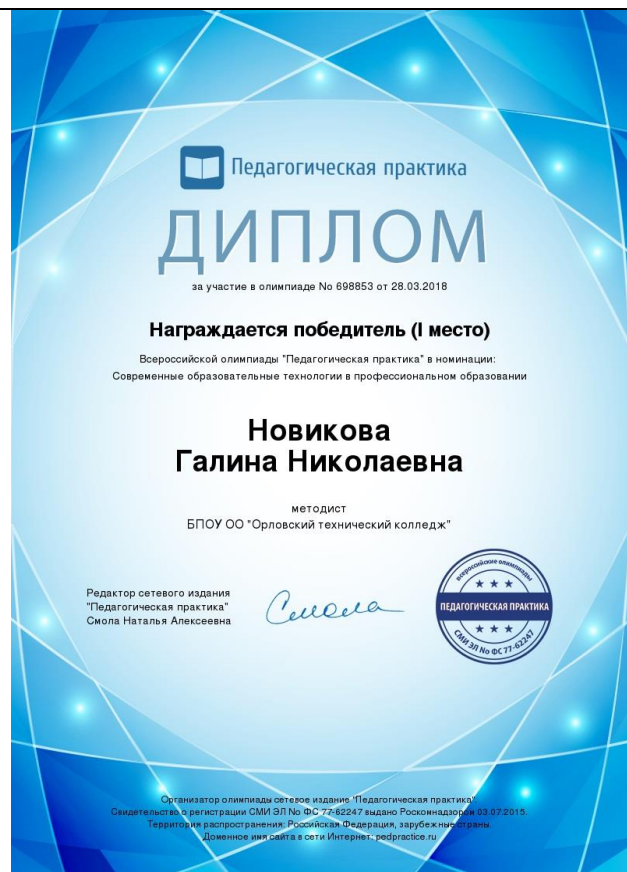 Педагогическая практика
ДИПЛОМ
за участие в олимпиаде No 698853 от 28.03.2018
Награждается победитель (I место)
Всероссийской олимпиады "Педагогическая практика" в номинации:
Современные образовательные технологии в профессиональном образовании
Новикова
Галина Николаевна
методист
БПОУ ОО "Орловский технический колледж"
Редактор сетевого издания
"Педагогическая практика"
Смола Наталья Алексеевна
Смола
всероссийские олимпиады
ПЕДАГОГИЧЕСКАЯ ПРАКТИКА
СМИ ЭЛ No ФС 77-62247
Организатор олимпиады сетевое издание "Педагогическая практика".
Свидетельство о регистрации СМИ ЭЛ No ФС 77-62247 выдано Роскомнадзором 03.07.2015.
Территория распространения: Российская Федерация, зарубежные страны.
Доменное имя сайта в сети Интернет: pedpractice.ru